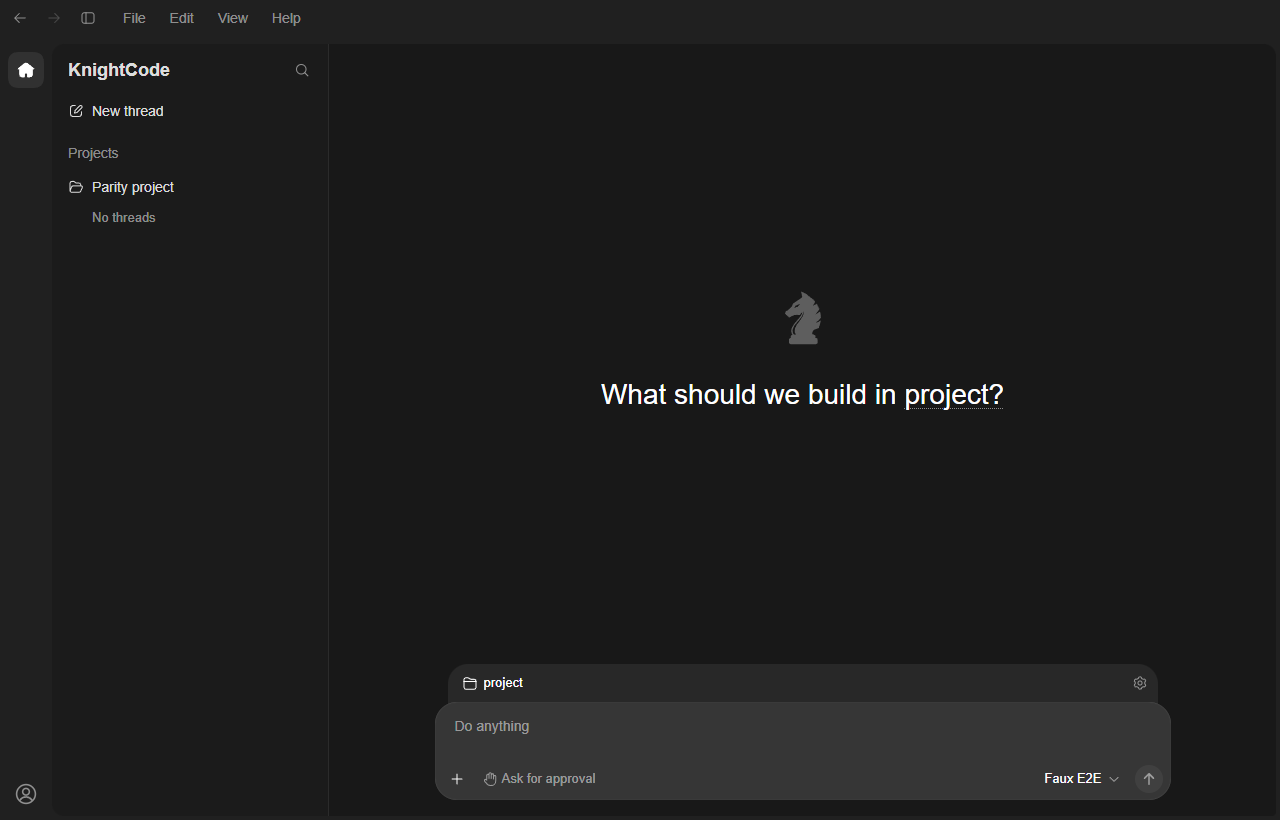 File Edit View Help
KnightCode
New thread
Projects
Parity project
No threads
What should we build in project?
project
Do anything
Ask for approval
Faux E2E